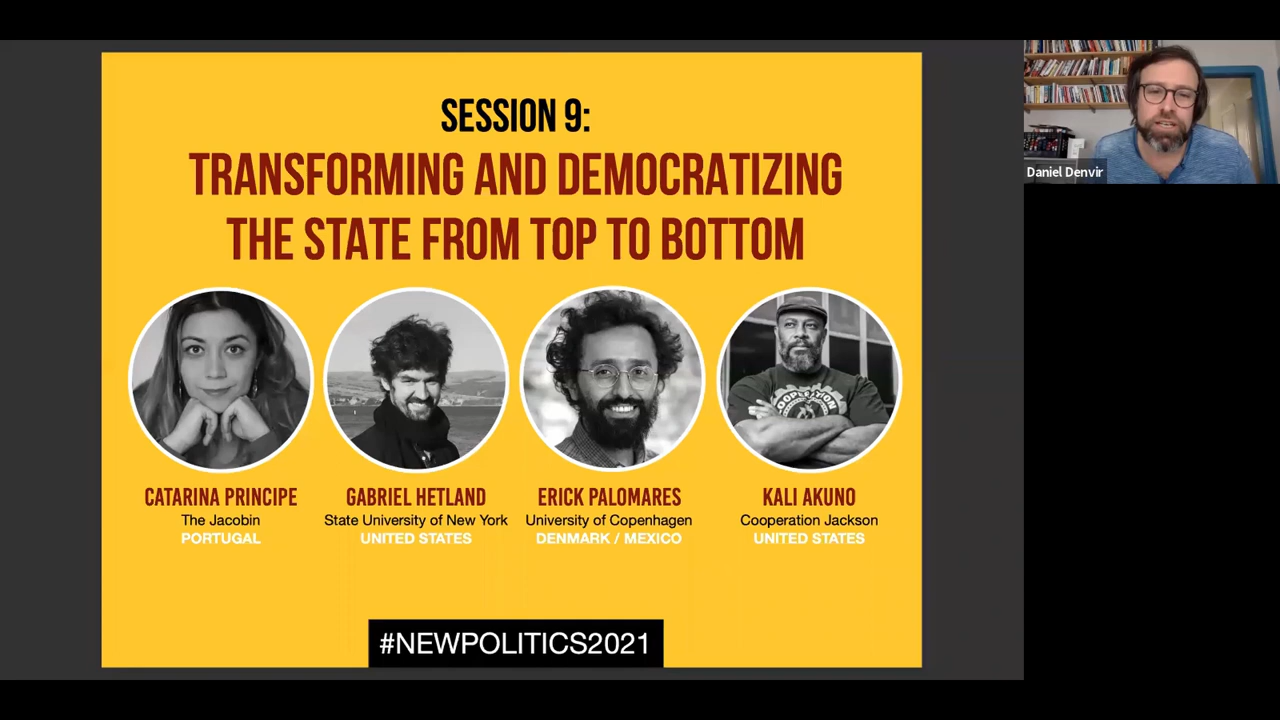 SESSION 9:
TRANSFORMING AND DEMOCRATIZING
THE STATE FROM TOP TO BOTTOM
CATARINA PRINCIPE
The Jacobin
PORTUGAL
GABRIEL HETLAND
State University of New York
UNITED STATES
ERICK PALOMARES
University of Copenhagen
DENMARK / MEXICO
COOPERATION
KALI AKUNO
Cooperation Jackson
UNITED STATES
#NEWPOLITICS2021
Daniel Denvir